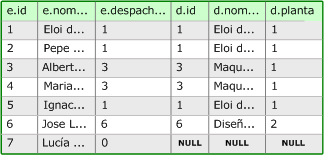 e.id e.nom... e.despach... d.id d.nom... d.planta
1 Eloi d... 1 1 Eloi d... 1
2 Pepe ... 1 1 Eloi d... 1
3 Albert... 3 3 Maqu... 1
4 Maria... 3 3 Maqu... 1
5 Ignac... 1 1 Eloi d... 1
6 Jose L... 6 6 Diseñ... 2
7 Lucía ... 0 NULL NULL NULL